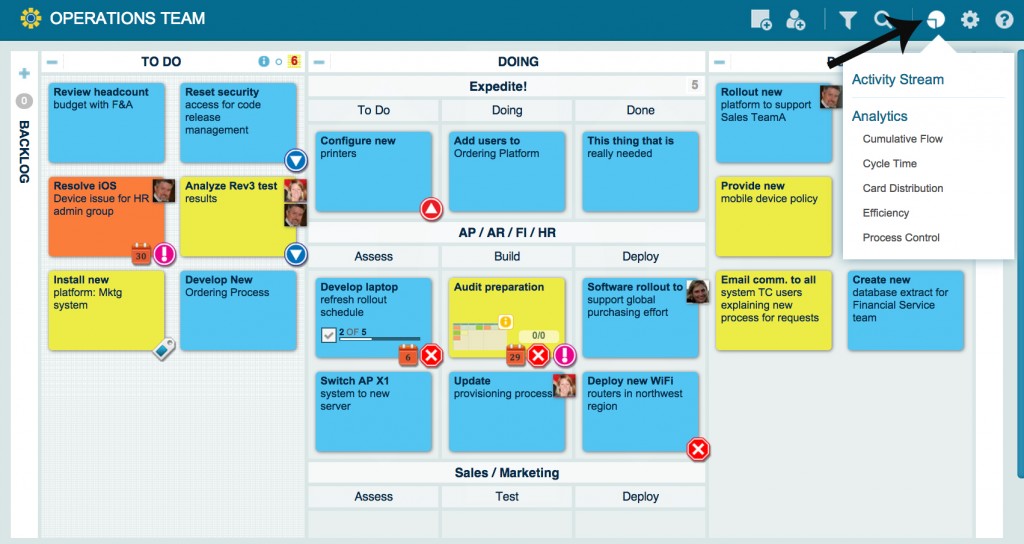 OPERATIONS TEAM
Activity Stream
Analytics
Cumulative Flow
Cycle Time
Card Distribution
Efficiency
Process Control
0
BACKLOG
TO DO
6
Review headcount
budget with F&A
Reset security
access for code
release
management
Resolve iOS
Device issue for HR
admin group
30
Analyze Rev3 test
results
Install new
platform: Mktg
system
Develop New
Ordering Process
DOING
Expedite!
5
To Do
Doing
Done
Configure new
printers
Add users to
Ordering Platform
This thing that is
really needed
AP / AR / FI / HR
Assess
Build
Deploy
Develop laptop
refresh rollout
schedule
2 OF 5
6
Audit preparation
0/0
29
Software rollout to
support global
purchasing effort
Switch AP X1
system to new
server
Update
provisioning process
Deploy new WiFi
routers in northwest
region
Sales / Marketing
Assess
Test
Deploy
Rollout new
platform to support
Sales TeamA
Provide new
mobile device policy
Email comm. to all
system TC users
explaining new
process for requests
Create new
database extract for
Financial Service
team